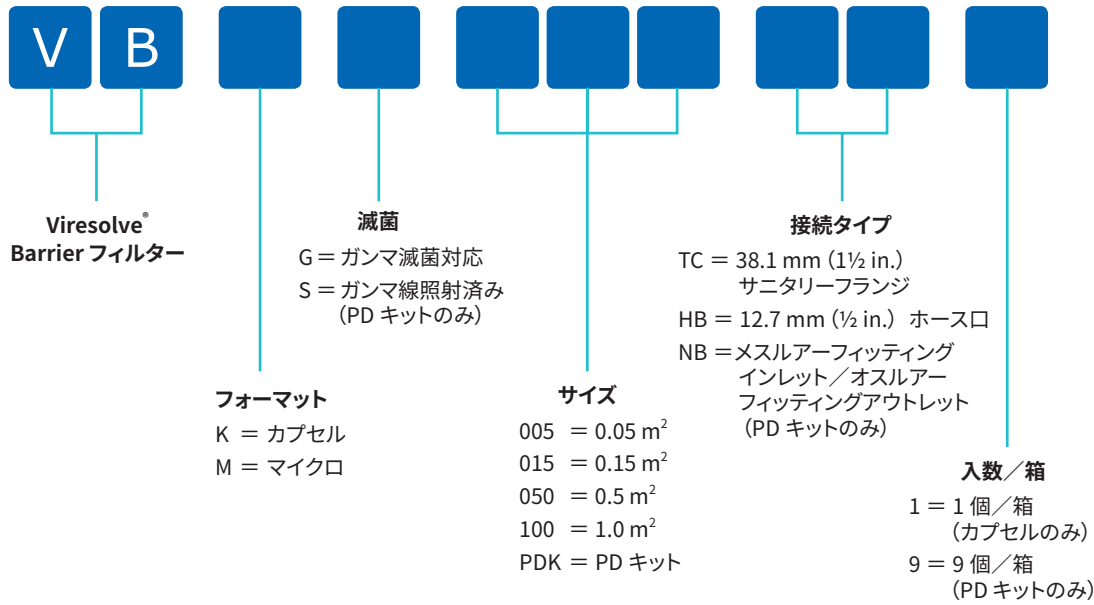 V B
Viresolve®
Barrier フィルター
フォーマット
K ＝ カプセル
M ＝ マイクロ
滅菌
G＝ ガンマ滅菌対応
S ＝ ガンマ線照射済み
（PD キットのみ）
サイズ
005 ＝ 0.05 m²
015 ＝ 0.15 m²
050 ＝ 0.5 m²
100 ＝ 1.0 m²
PDK＝ PD キット
接続タイプ
TC ＝ 38.1 mm（1½ in.）
サニタリーフランジ
HB ＝ 12.7 mm（½ in.） ホース口
NB ＝メスルアーフィッティング
インレット／オスルアー
フィッティングアウトレット
（PD キットのみ）
入数／箱
1 ＝ 1 個／箱
（カプセルのみ）
9 ＝ 9 個／箱
（PD キットのみ）